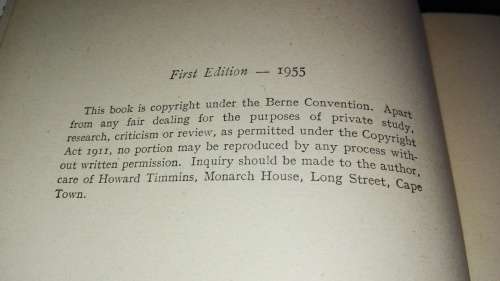 First Edition — 1955
This book is copyright under the Berne Convention. Apart
from any fair dealing for the purposes of private study,
research, criticism or review, as permitted under the Copyright
Act 1911, no portion may be reproduced by any process with-
out written permission. Inquiry should be made to the author,
care of Howard Timmins, Monarch House, Long Street, Cape
Town.